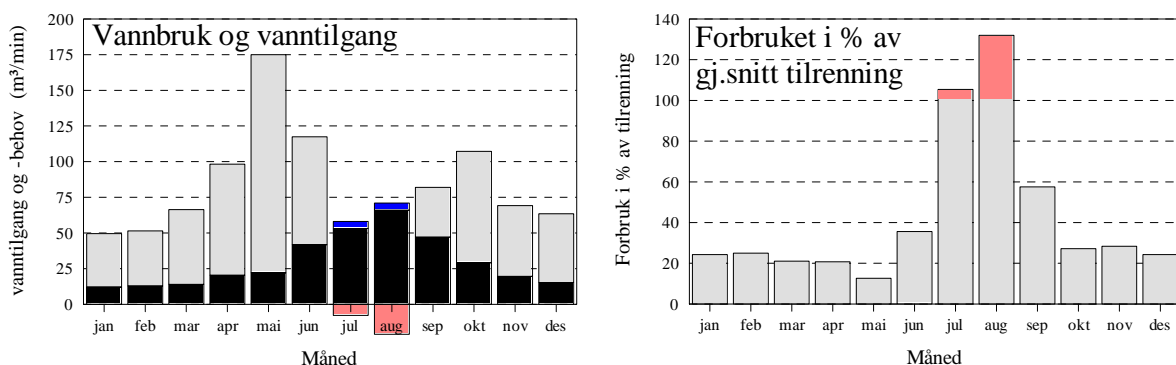 Vannbruk og vanntilgang
vanntilgang og -behov (m³/min)
200
175
150
125
100
75
50
25
0
jan feb mar apr mai jun jul aug sep okt nov des
Måned
Forbruket i % av
gj.snitt tilrenning
Forbruk i % av tilrenning
140
120
100
80
60
40
20
0
jan feb mar apr mai jun jul aug sep okt nov des
Måned